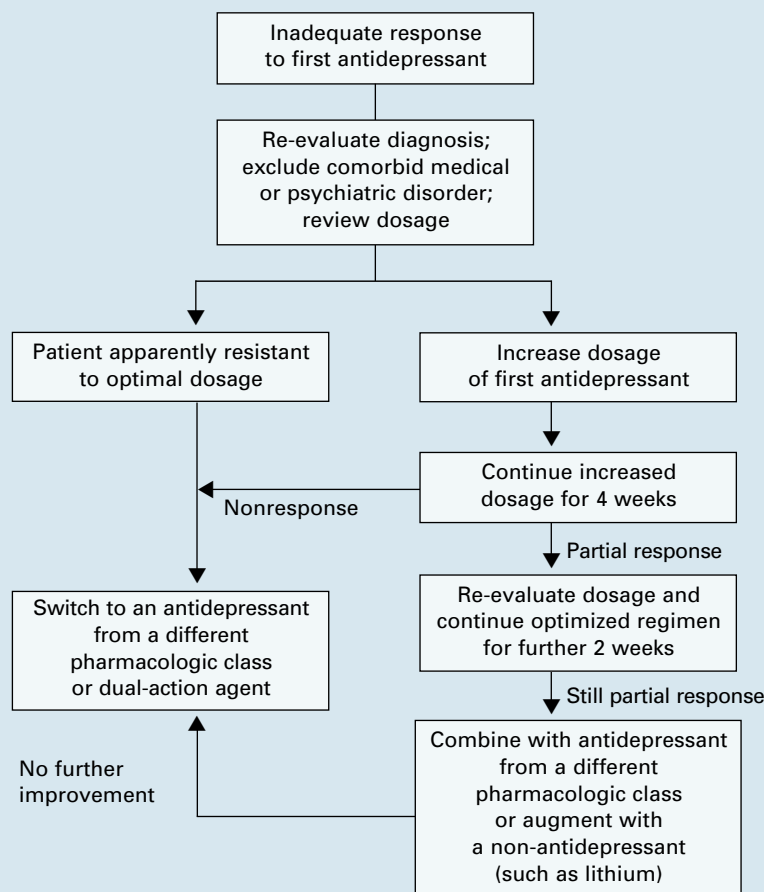 Inadequate response
to first antidepressant
Re-evaluate diagnosis;
exclude comorbid medical
or psychiatric disorder;
review dosage
Patient apparently resistant
to optimal dosage
Increase dosage
of first antidepressant
Continue increased
dosage for 4 weeks
Nonresponse
Partial response
Re-evaluate dosage and
continue optimized regimen
for further 2 weeks
Switch to an antidepressant
from a different
pharmacologic class
or dual-action agent
Still partial response
Combine with antidepressant
from a different
pharmacologic class
or augment with
a non-antidepressant
(such as lithium)
No further
improvement